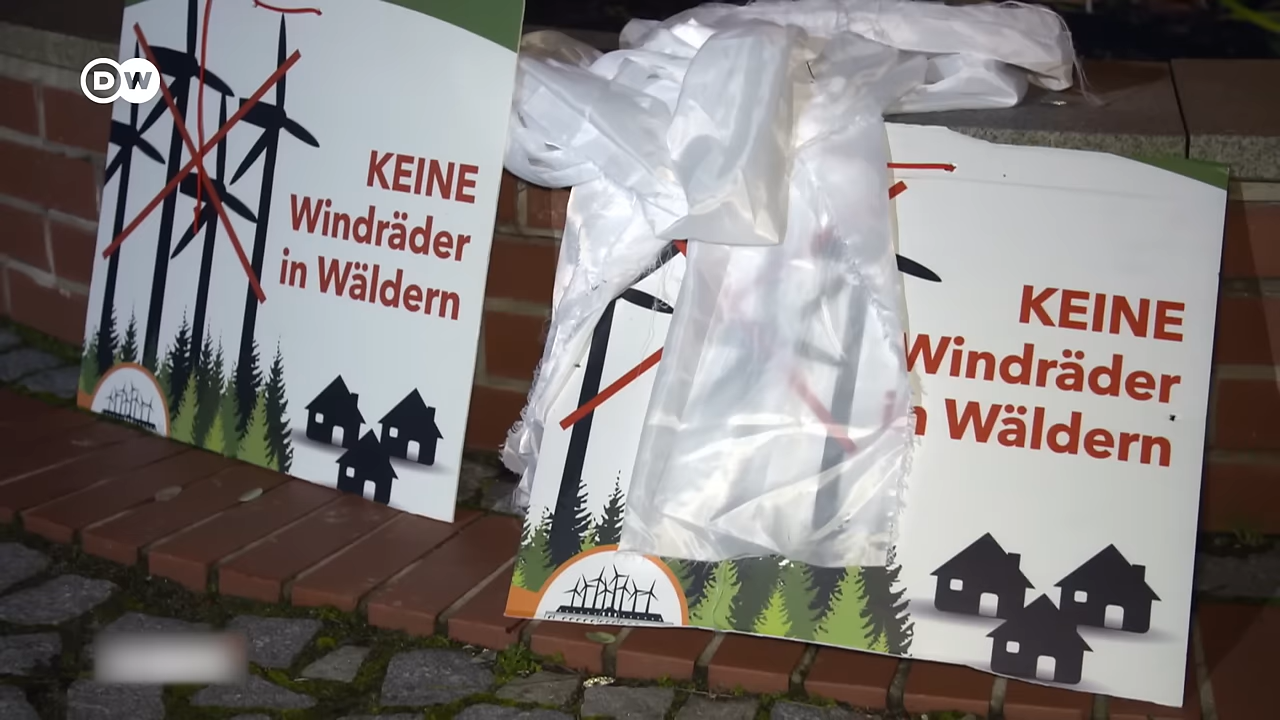 DW
KEINE
Windräder
in Wäldern
KEINE
Windräder
n Wäldern